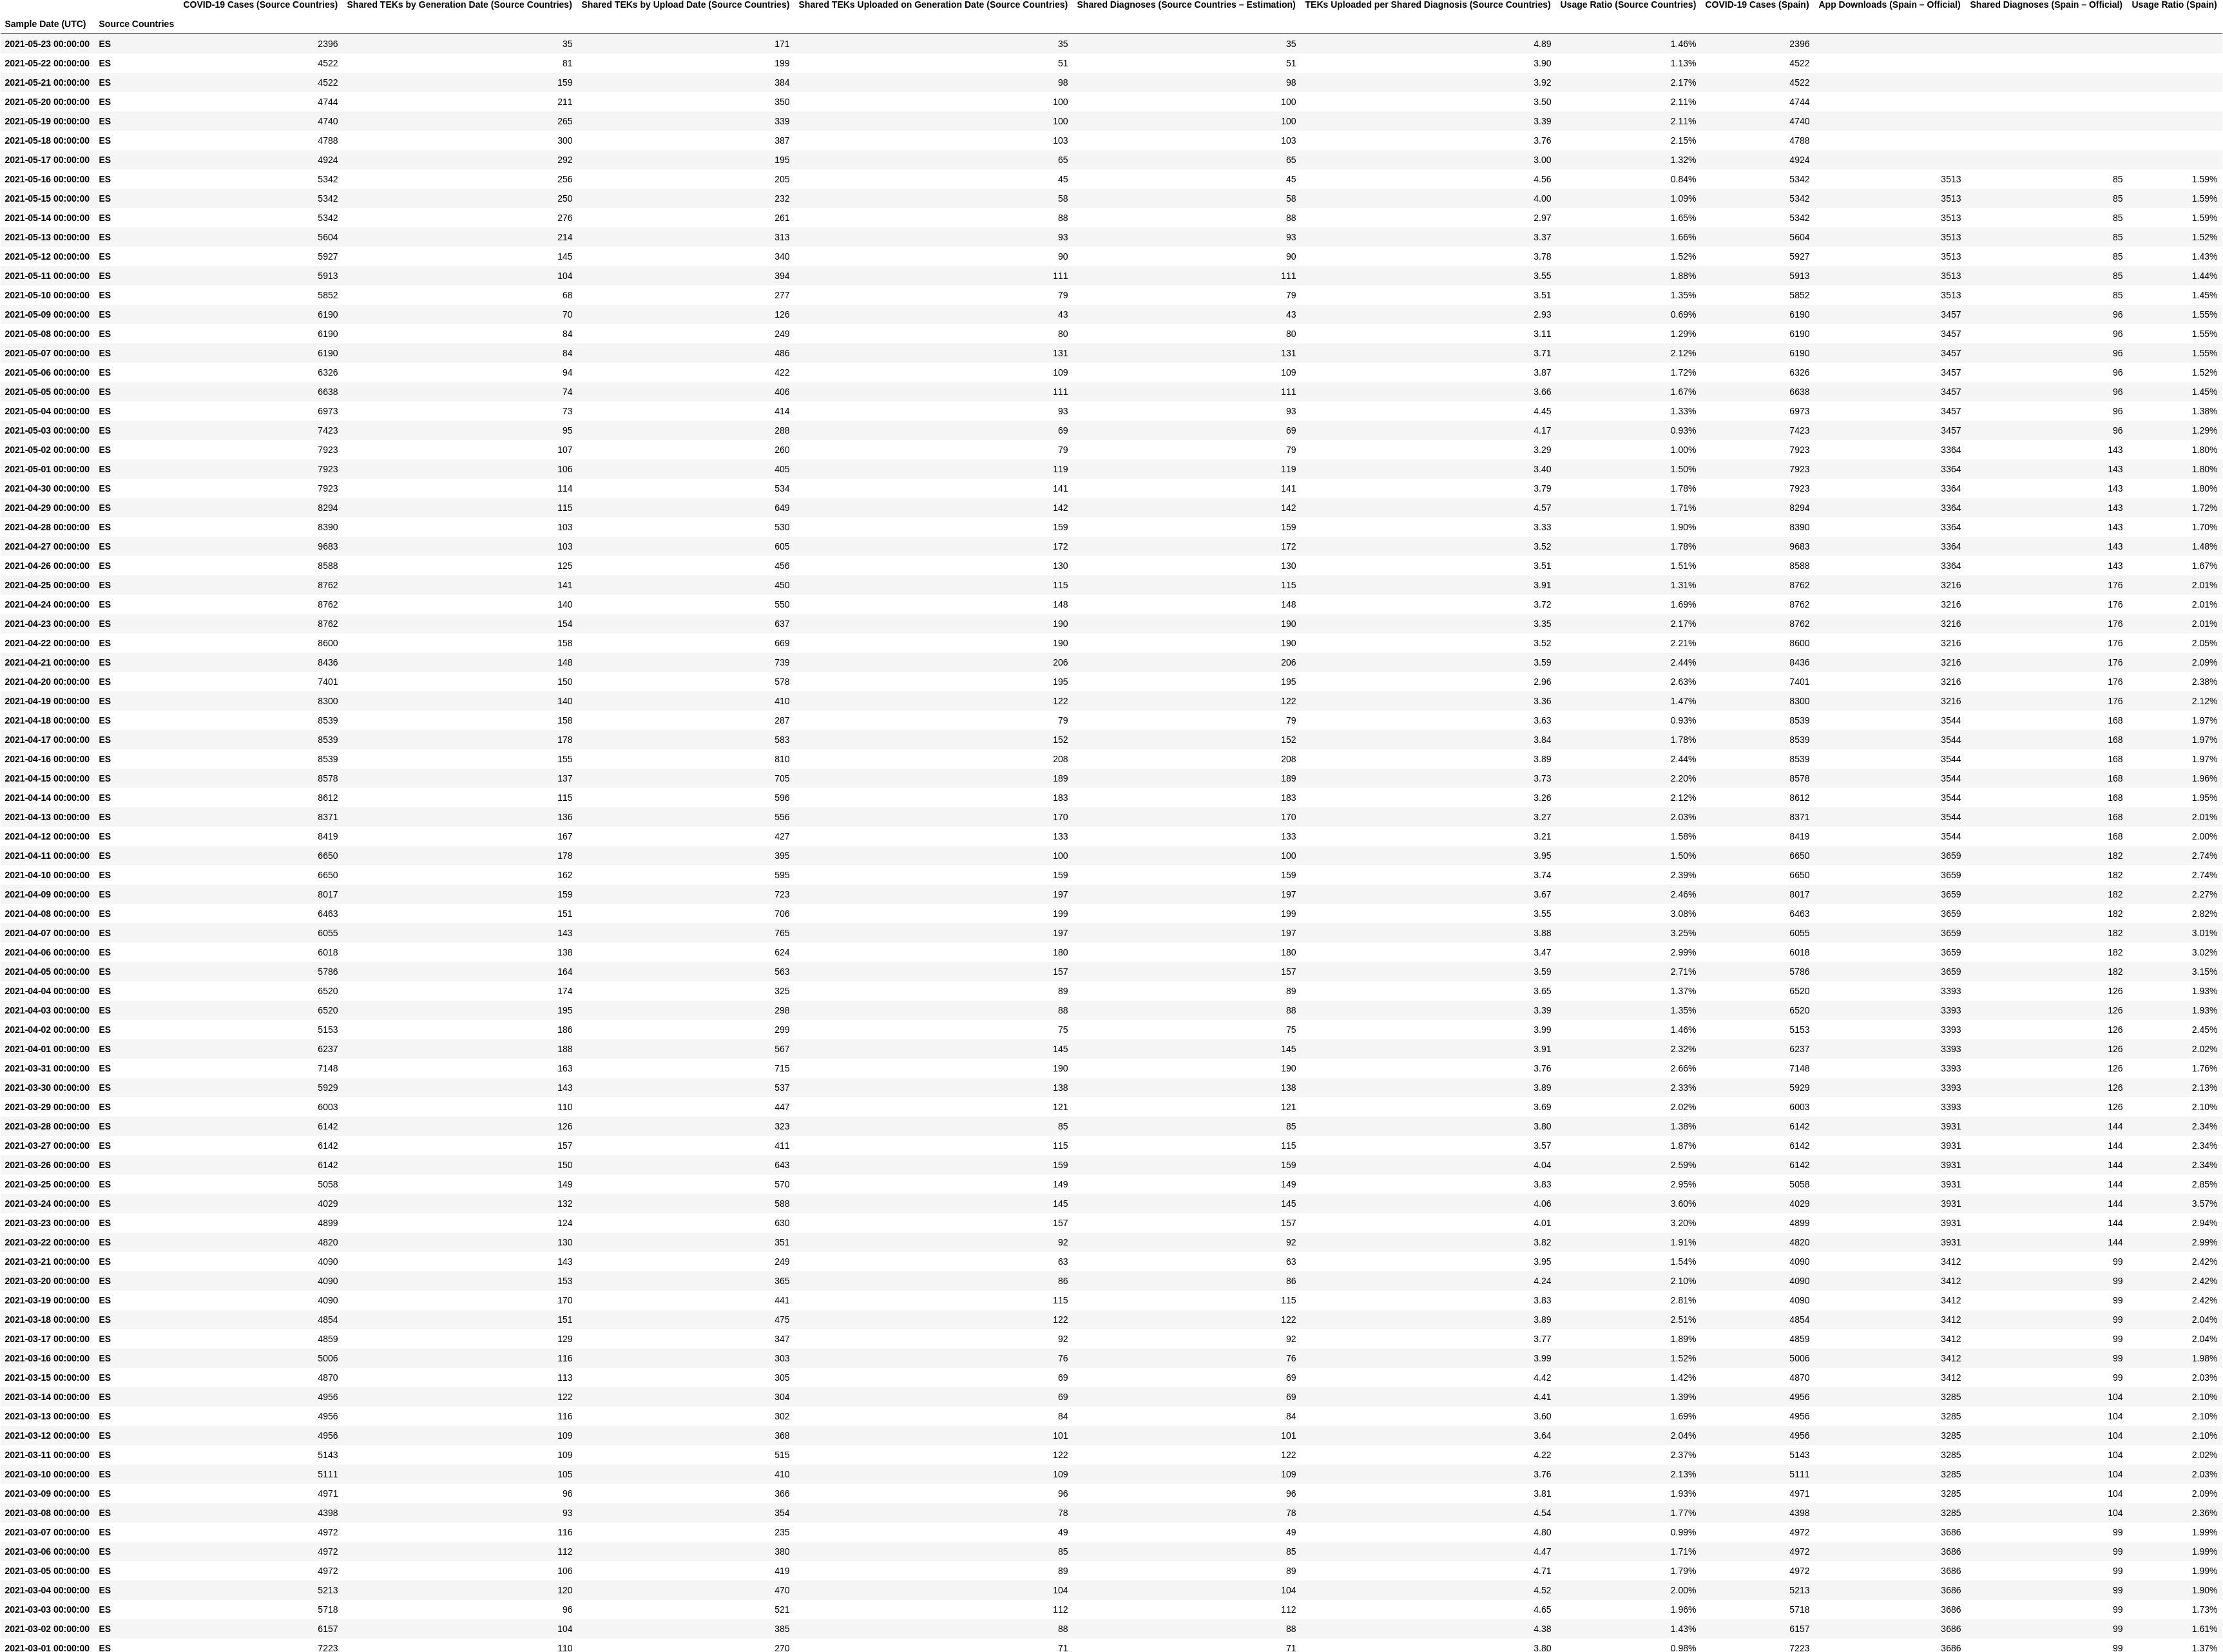 COVID-19 Cases (Source Countries) Shared TEKs by Generation Date (Source Countries) Shared TEKs by Upload Date (Source Countries) Shared TEKs Uploaded on Generation Date (Source Countries) Shared Diagnoses (Source Countries – Estimation) TEKs Uploaded per Shared Diagnosis (Source Countries) Usage Ratio (Source Countries) COVID-19 Cases (Spain) App Downloads (Spain – Official) Shared Diagnoses (Spain – Official) Usage Ratio (Spain)
Sample Date (UTC) Source Countries
2021-05-23 00:00:00 ES 2396 35 171 35 35 4.89 1.46% 2396
2021-05-22 00:00:00 ES 4522 81 199 51 51 3.90 1.13% 4522
2021-05-21 00:00:00 ES 4522 159 384 98 98 3.92 2.17% 4522
2021-05-20 00:00:00 ES 4744 211 350 100 100 3.50 2.11% 4744
2021-05-19 00:00:00 ES 4740 265 339 100 100 3.39 2.11% 4740
2021-05-18 00:00:00 ES 4788 300 387 103 103 3.76 2.15% 4788
2021-05-17 00:00:00 ES 4924 292 195 65 65 3.00 1.32% 4924
2021-05-16 00:00:00 ES 5342 256 205 45 45 4.56 0.84% 5342 3513 85 1.59%
2021-05-15 00:00:00 ES 5342 250 232 58 58 4.00 1.09% 5342 3513 85 1.59%
2021-05-14 00:00:00 ES 5342 276 261 88 88 2.97 1.65% 5342 3513 85 1.59%
2021-05-13 00:00:00 ES 5604 214 313 93 93 3.37 1.66% 5604 3513 85 1.52%
2021-05-12 00:00:00 ES 5927 145 340 90 90 3.78 1.52% 5927 3513 85 1.43%
2021-05-11 00:00:00 ES 5913 104 394 111 111 3.55 1.88% 5913 3513 85 1.44%
2021-05-10 00:00:00 ES 5852 68 277 79 79 3.51 1.35% 5852 3513 85 1.45%
2021-05-09 00:00:00 ES 6190 70 126 43 43 2.93 0.69% 6190 3457 96 1.55%
2021-05-08 00:00:00 ES 6190 84 249 80 80 3.11 1.29% 6190 3457 96 1.55%
2021-05-07 00:00:00 ES 6190 84 486 131 131 3.71 2.12% 6190 3457 96 1.55%
2021-05-06 00:00:00 ES 6326 94 422 109 109 3.87 1.72% 6326 3457 96 1.52%
2021-05-05 00:00:00 ES 6638 74 406 111 111 3.66 1.67% 6638 3457 96 1.45%
2021-05-04 00:00:00 ES 6973 73 414 93 93 4.45 1.33% 6973 3457 96 1.38%
2021-05-03 00:00:00 ES 7423 95 288 69 69 4.17 0.93% 7423 3457 96 1.29%
2021-05-02 00:00:00 ES 7923 107 260 79 79 3.29 1.00% 7923 3364 143 1.80%
2021-05-01 00:00:00 ES 7923 106 405 119 119 3.40 1.50% 7923 3364 143 1.80%
2021-04-30 00:00:00 ES 7923 114 534 141 141 3.79 1.78% 7923 3364 143 1.80%
2021-04-29 00:00:00 ES 8294 115 649 142 142 4.57 1.71% 8294 3364 143 1.72%
2021-04-28 00:00:00 ES 8390 103 530 159 159 3.33 1.90% 8390 3364 143 1.70%
2021-04-27 00:00:00 ES 9683 103 605 172 172 3.52 1.78% 9683 3364 143 1.48%
2021-04-26 00:00:00 ES 8588 125 456 130 130 3.51 1.51% 8588 3364 143 1.67%
2021-04-25 00:00:00 ES 8762 141 450 115 115 3.91 1.31% 8762 3216 176 2.01%
2021-04-24 00:00:00 ES 8762 140 550 148 148 3.72 1.69% 8762 3216 176 2.01%
2021-04-23 00:00:00 ES 8762 154 637 190 190 3.35 2.17% 8762 3216 176 2.01%
2021-04-22 00:00:00 ES 8600 158 669 190 190 3.52 2.21% 8600 3216 176 2.05%
2021-04-21 00:00:00 ES 8436 148 739 206 206 3.59 2.44% 8436 3216 176 2.09%
2021-04-20 00:00:00 ES 7401 150 578 195 195 2.96 2.63% 7401 3216 176 2.38%
2021-04-19 00:00:00 ES 8300 140 410 122 122 3.36 1.47% 8300 3216 176 2.12%
2021-04-18 00:00:00 ES 8539 158 287 79 79 3.63 0.93% 8539 3544 168 1.97%
2021-04-17 00:00:00 ES 8539 178 583 152 152 3.84 1.78% 8539 3544 168 1.97%
2021-04-16 00:00:00 ES 8539 155 810 208 208 3.89 2.44% 8539 3544 168 1.97%
2021-04-15 00:00:00 ES 8578 137 705 189 189 3.73 2.20% 8578 3544 168 1.96%
2021-04-14 00:00:00 ES 8612 115 596 183 183 3.26 2.12% 8612 3544 168 1.95%
2021-04-13 00:00:00 ES 8371 136 556 170 170 3.27 2.03% 8371 3544 168 2.01%
2021-04-12 00:00:00 ES 8419 167 427 133 133 3.21 1.58% 8419 3544 168 2.00%
2021-04-11 00:00:00 ES 6650 178 395 100 100 3.95 1.50% 6650 3659 182 2.74%
2021-04-10 00:00:00 ES 6650 162 595 159 159 3.74 2.39% 6650 3659 182 2.74%
2021-04-09 00:00:00 ES 8017 159 723 197 197 3.67 2.46% 8017 3659 182 2.27%
2021-04-08 00:00:00 ES 6463 151 706 199 199 3.55 3.08% 6463 3659 182 2.82%
2021-04-07 00:00:00 ES 6055 143 765 197 197 3.88 3.25% 6055 3659 182 3.01%
2021-04-06 00:00:00 ES 6018 138 624 180 180 3.47 2.99% 6018 3659 182 3.02%
2021-04-05 00:00:00 ES 5786 164 563 157 157 3.59 2.71% 5786 3659 182 3.15%
2021-04-04 00:00:00 ES 6520 174 325 89 89 3.65 1.37% 6520 3393 126 1.93%
2021-04-03 00:00:00 ES 6520 195 298 88 88 3.39 1.35% 6520 3393 126 1.93%
2021-04-02 00:00:00 ES 5153 186 299 75 75 3.99 1.46% 5153 3393 126 2.45%
2021-04-01 00:00:00 ES 6237 188 567 145 145 3.91 2.32% 6237 3393 126 2.02%
2021-03-31 00:00:00 ES 7148 163 715 190 190 3.76 2.66% 7148 3393 126 1.76%
2021-03-30 00:00:00 ES 5929 143 537 138 138 3.89 2.33% 5929 3393 126 2.13%
2021-03-29 00:00:00 ES 6003 110 447 121 121 3.69 2.02% 6003 3393 126 2.10%
2021-03-28 00:00:00 ES 6142 126 323 85 85 3.80 1.38% 6142 3931 144 2.34%
2021-03-27 00:00:00 ES 6142 157 411 115 115 3.57 1.87% 6142 3931 144 2.34%
2021-03-26 00:00:00 ES 6142 150 643 159 159 4.04 2.59% 6142 3931 144 2.34%
2021-03-25 00:00:00 ES 5058 149 570 149 149 3.83 2.95% 5058 3931 144 2.85%
2021-03-24 00:00:00 ES 4029 132 588 145 145 4.06 3.60% 4029 3931 144 3.57%
2021-03-23 00:00:00 ES 4899 124 630 157 157 4.01 3.20% 4899 3931 144 2.94%
2021-03-22 00:00:00 ES 4820 130 351 92 92 3.82 1.91% 4820 3931 144 2.99%
2021-03-21 00:00:00 ES 4090 143 249 63 63 3.95 1.54% 4090 3412 99 2.42%
2021-03-20 00:00:00 ES 4090 153 365 86 86 4.24 2.10% 4090 3412 99 2.42%
2021-03-19 00:00:00 ES 4090 170 441 115 115 3.83 2.81% 4090 3412 99 2.42%
2021-03-18 00:00:00 ES 4854 151 475 122 122 3.89 2.51% 4854 3412 99 2.04%
2021-03-17 00:00:00 ES 4859 129 347 92 92 3.77 1.89% 4859 3412 99 2.04%
2021-03-16 00:00:00 ES 5006 116 303 76 76 3.99 1.52% 5006 3412 99 1.98%
2021-03-15 00:00:00 ES 4870 113 305 69 69 4.42 1.42% 4870 3412 99 2.03%
2021-03-14 00:00:00 ES 4956 122 304 69 69 4.41 1.39% 4956 3285 104 2.10%
2021-03-13 00:00:00 ES 4956 116 302 84 84 3.60 1.69% 4956 3285 104 2.10%
2021-03-12 00:00:00 ES 4956 109 368 101 101 3.64 2.04% 4956 3285 104 2.10%
2021-03-11 00:00:00 ES 5143 109 515 122 122 4.22 2.37% 5143 3285 104 2.02%
2021-03-10 00:00:00 ES 5111 105 410 109 109 3.76 2.13% 5111 3285 104 2.03%
2021-03-09 00:00:00 ES 4971 96 366 96 96 3.81 1.93% 4971 3285 104 2.09%
2021-03-08 00:00:00 ES 4398 93 354 78 78 4.54 1.77% 4398 3285 104 2.36%
2021-03-07 00:00:00 ES 4972 116 235 49 49 4.80 0.99% 4972 3686 99 1.99%
2021-03-06 00:00:00 ES 4972 112 380 85 85 4.47 1.71% 4972 3686 99 1.99%
2021-03-05 00:00:00 ES 4972 106 419 89 89 4.71 1.79% 4972 3686 99 1.99%
2021-03-04 00:00:00 ES 5213 120 470 104 104 4.52 2.00% 5213 3686 99 1.90%
2021-03-03 00:00:00 ES 5718 96 521 112 112 4.65 1.96% 5718 3686 99 1.73%
2021-03-02 00:00:00 ES 6157 104 385 88 88 4.38 1.43% 6157 3686 99 1.61%
2021-03-01 00:00:00 ES 7223 110 270 71 71 3.80 0.98% 7223 3686 99 1.37%